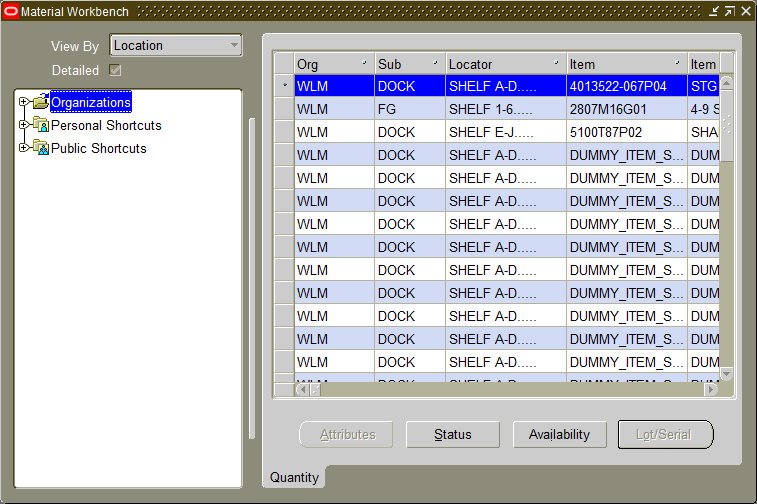 Material Workbench
View By Location
Detailed
Organizations
Personal Shortcuts
Public Shortcuts
Org Sub Locator Item Item
WLM DOCK SHELF A-D..... 4013522-067P04 STG
WLM FG SHELF 1-6..... 2807M16G01 4-9 S
WLM DOCK SHELF E-J..... 5100T87P02 SHA
WLM DOCK SHELF A-D..... DUMMY_ITEM_S... DUM
WLM DOCK SHELF A-D..... DUMMY_ITEM_S... DUM
WLM DOCK SHELF A-D..... DUMMY_ITEM_S... DUM
WLM DOCK SHELF A-D..... DUMMY_ITEM_S... DUM
WLM DOCK SHELF A-D..... DUMMY_ITEM_S... DUM
WLM DOCK SHELF A-D..... DUMMY_ITEM_S... DUM
WLM DOCK SHELF A-D..... DUMMY_ITEM_S... DUM
WLM DOCK SHELF A-D..... DUMMY_ITEM_S... DUM
WLM DOCK SHELF A-D..... DUMMY_ITEM_S... DUM
WLM DOCK SHELF A-D..... DUMMY_ITEM_S... DUM
Attributes Status Availability Lot/Serial
Quantity